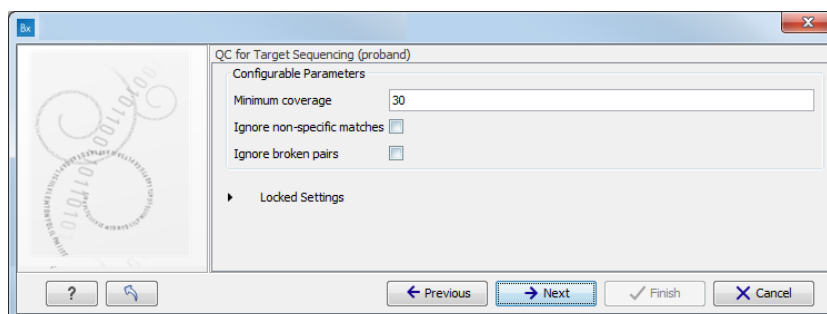 Bx
QC for Target Sequencing (proband)
Configurable Parameters
Minimum coverage 30
Ignore non-specific matches
Ignore broken pairs
Locked Settings
? Previous Next Finish Cancel